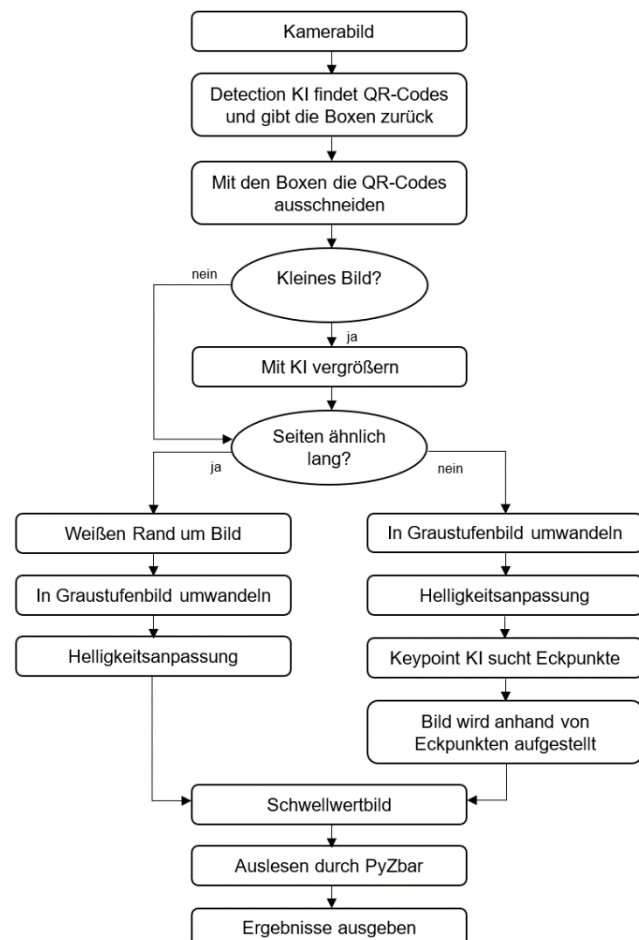 Kamerabild
Detection KI findet QR-Codes
und gibt die Boxen zurück
Mit den Boxen die QR-Codes
ausschneiden
nein
Kleines Bild?
ja
Mit KI vergrößern
Seiten ähnlich
lang?
ja
nein
Weißen Rand um Bild
In Graustufenbild umwandeln
Helligkeitsanpassung
In Graustufenbild umwandeln
Helligkeitsanpassung
Keypoint KI sucht Eckpunkte
Bild wird anhand von
Eckpunkten aufgestellt
Schwellwertbild
Auslesen durch PyZbar
Ergebnisse ausgeben